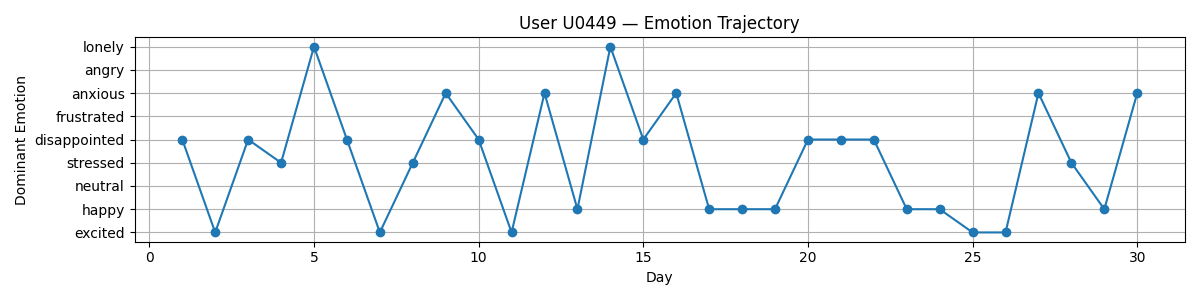 User U0449 — Emotion Trajectory
Dominant Emotion
lonely
angry
anxious
frustrated
disappointed
stressed
neutral
happy
excited
0 5 10 15 20 25 30
Day